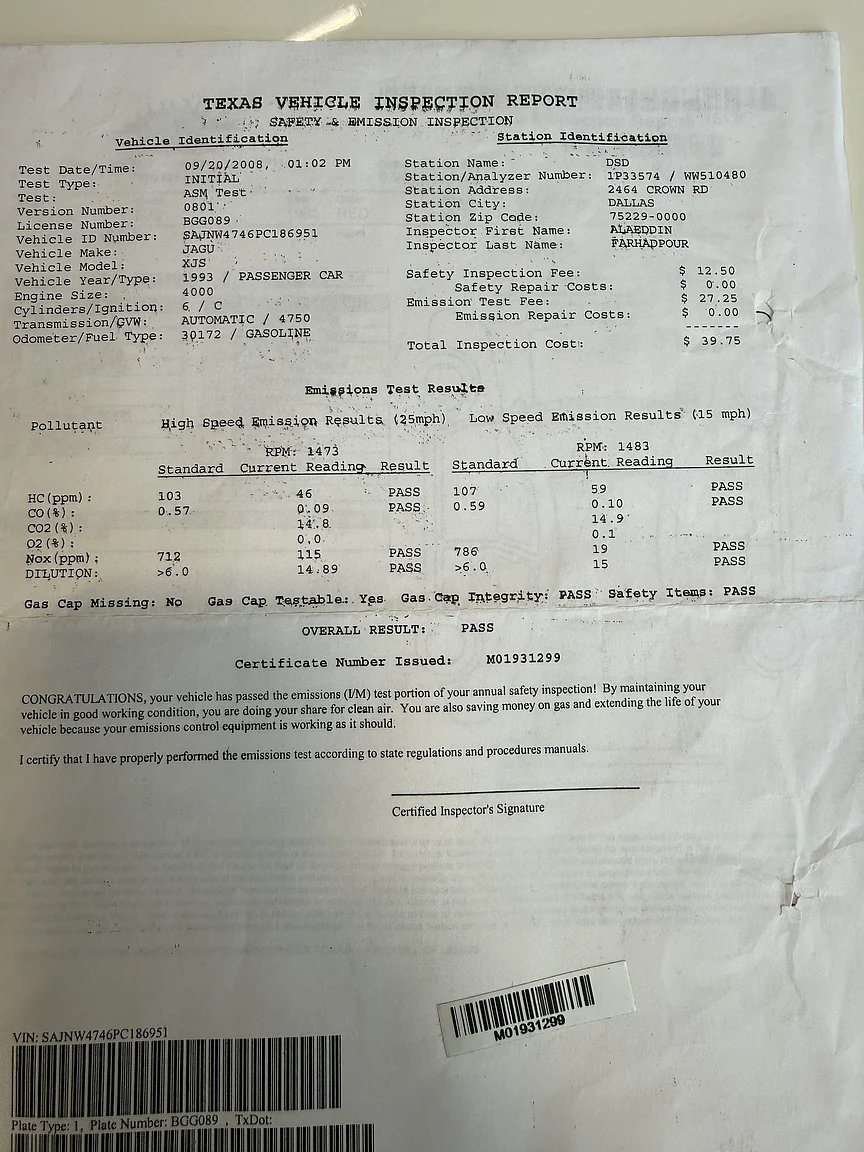 TEXAS VEHICLE INSPECTION REPORT
SAFETY & EMISSION INSPECTION
Vehicle Identification
Test Date/Time: 09/20/2008, 01:02 PM
Test Type: INITIAL
Test: ASM Test
Version Number: 0801
License Number: BGG089
Vehicle ID Number: SAJNW4746PC186951
Vehicle Make: JAGU
Vehicle Model: XJS
Vehicle Year/Type: 1993 / PASSENGER CAR
Engine Size: 4000
Cylinders/Ignition: 6 / C
Transmission/GVW: AUTOMATIC / 4750
Odometer/Fuel Type: 30172 / GASOLINE
Station Identification
Station Name: DSD
Station/Analyzer Number: 1P33574 / WW510480
Station Address: 2464 CROWN RD
Station City: DALLAS
Station Zip Code: 75229-0000
Inspector First Name: ALAEDDIN
Inspector Last Name: FARHADPOUR
Safety Inspection Fee: $ 12.50
Safety Repair Costs: $ 0.00
Emission Test Fee: $ 27.25
Emission Repair Costs: $ 0.00
-------
Total Inspection Cost: $ 39.75
Emissions Test Results
Pollutant High Speed Emission Results (25mph) Low Speed Emission Results (15 mph)
RPM: 1473 RPM: 1483
Standard Current Reading Result Standard Current Reading Result
HC(ppm): 103 46 PASS 107 59 PASS
CO(%): 0.57 0.09 PASS 0.59 0.10 PASS
CO2(%): 14.8 14.9
O2(%): 0.0 0.1
Nox(ppm): 712 115 PASS 786 19 PASS
DILUTION: >6.0 14.89 PASS >6.0 15 PASS
Gas Cap Missing: No Gas Cap Testable: Yes Gas Cap Integrity: PASS Safety Items: PASS
OVERALL RESULT: PASS
Certificate Number Issued: M01931299
CONGRATULATIONS, your vehicle has passed the emissions (I/M) test portion of your annual safety inspection! By maintaining your
vehicle in good working condition, you are doing your share for clean air. You are also saving money on gas and extending the life of your
vehicle because your emissions control equipment is working as it should.
I certify that I have properly performed the emissions test according to state regulations and procedures manuals.
Certified Inspector's Signature
M01931299
VIN: SAJNW4746PC186951
Plate Type: 1, Plate Number: BGG089 , TxDot: